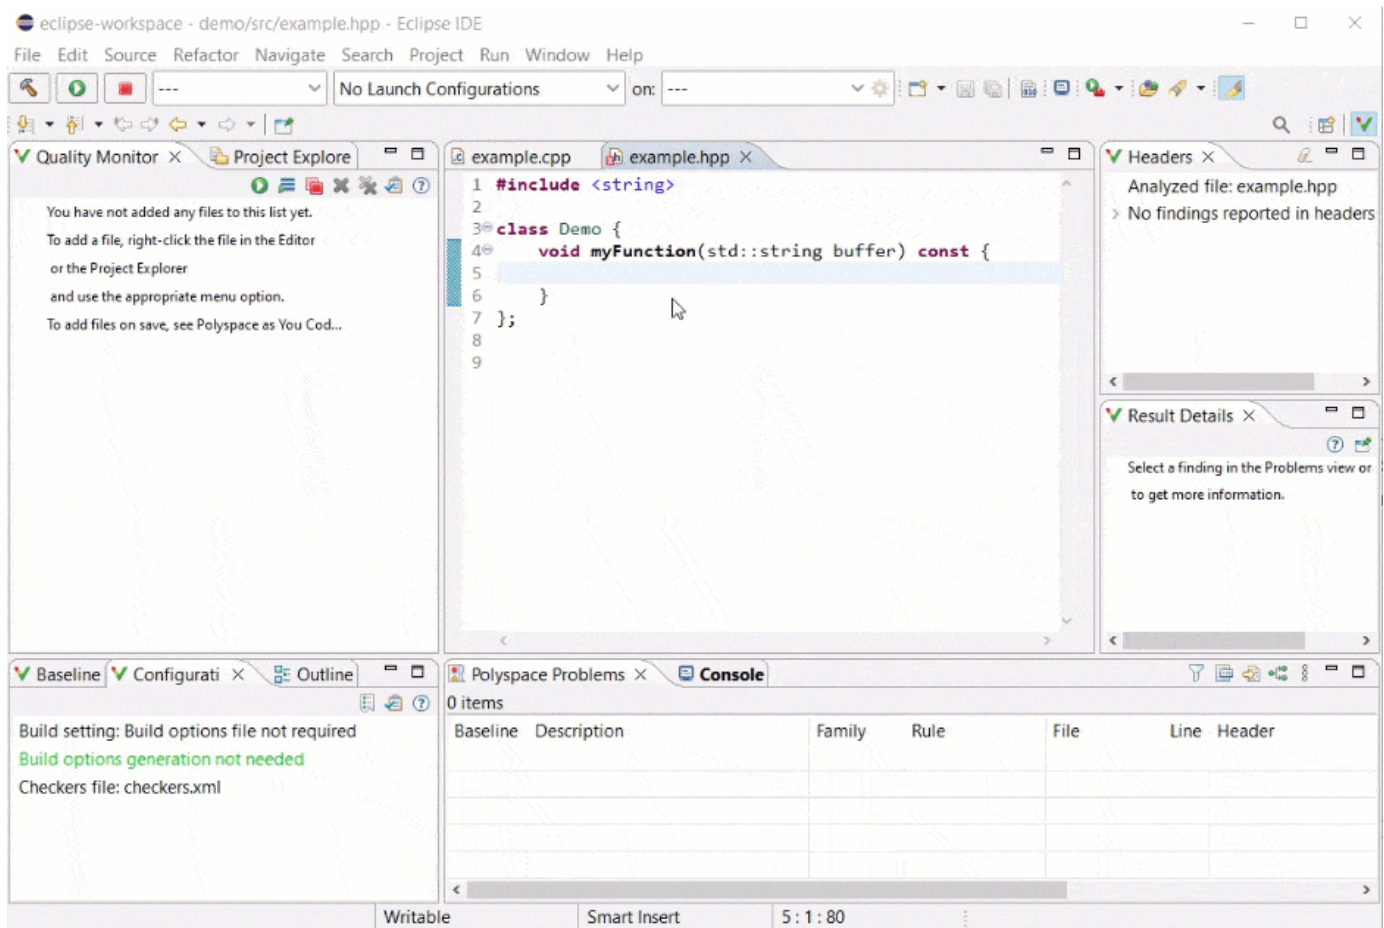 eclipse-workspace - demo/src/example.hpp - Eclipse IDE
File Edit Source Refactor Navigate Search Project Run Window Help
--- No Launch Configurations on: ---
Quality Monitor Project Explore
You have not added any files to this list yet.
To add a file, right-click the file in the Editor
or the Project Explorer
and use the appropriate menu option.
To add files on save, see Polyspace as You Cod...
example.cpp example.hpp
1 #include <string>
2
3 class Demo {
4 void myFunction(std::string buffer) const {
5
6 }
7 };
8
9
Headers
Analyzed file: example.hpp
No findings reported in headers
Result Details
Select a finding in the Problems view or
to get more information.
Baseline Configurati Outline
Build setting: Build options file not required
Build options generation not needed
Checkers file: checkers.xml
Polyspace Problems Console
0 items
Baseline Description Family Rule File Line Header
Writable Smart Insert 5 : 1 : 80